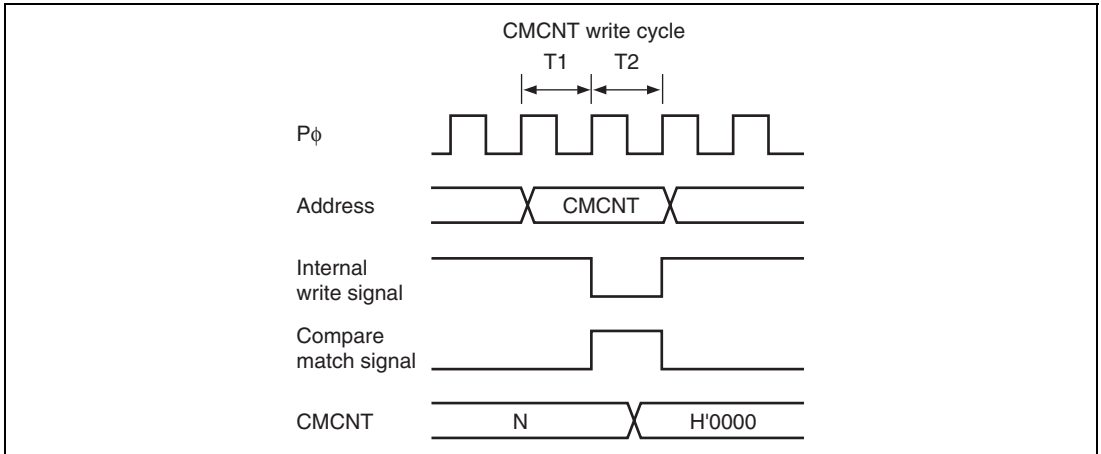 CMCNT write cycle
T1 T2
Pϕ
Address
CMCNT
Internal
write signal
Compare
match signal
CMCNT
N
H'0000